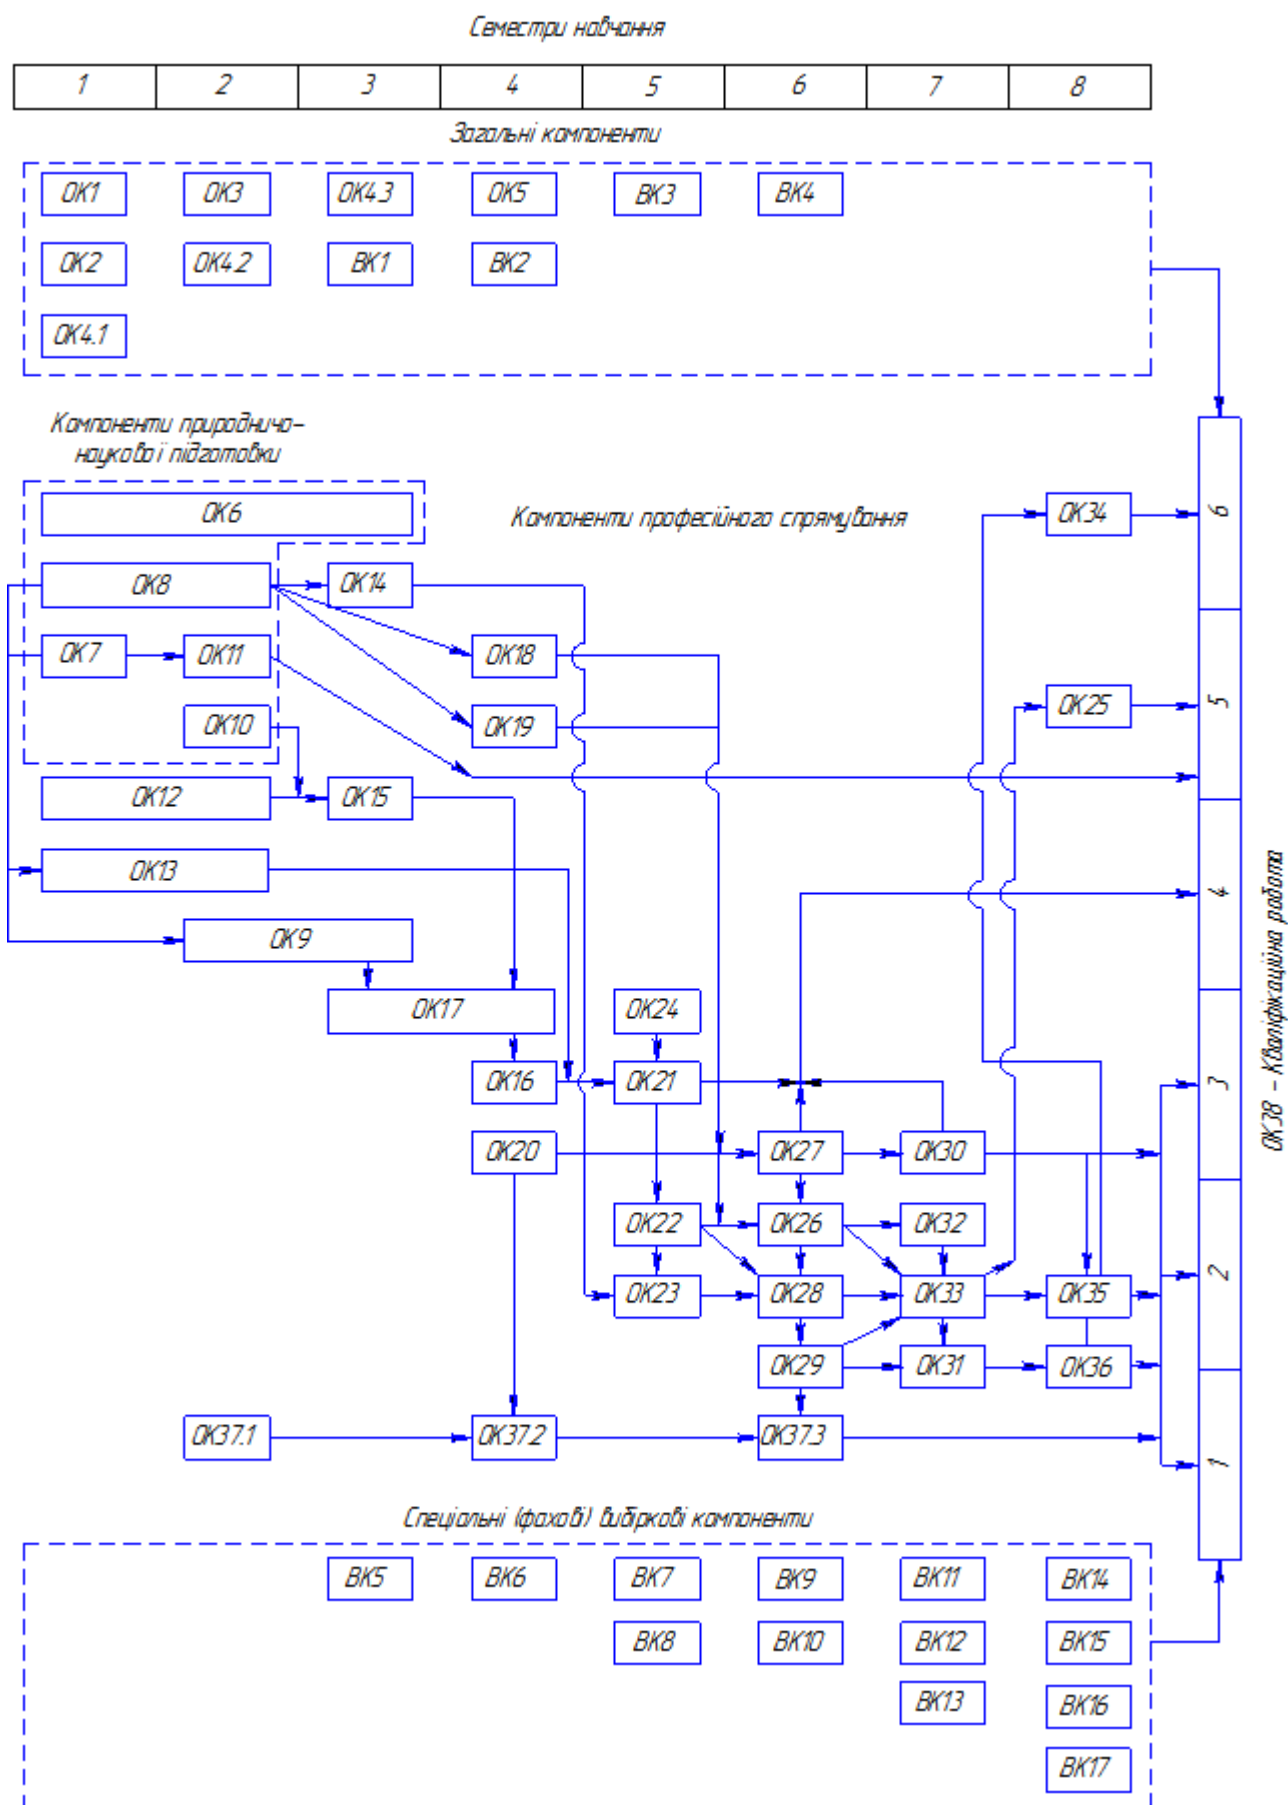 Семестри навчання
1 2 3 4 5 6 7 8
Загальні компоненти
ОК1 ОК3 ОК4.3 ОК5 ВК3 ВК4
ОК2 ОК4.2 ВК1 ВК2
ОК4.1
Компоненти природничо-
наукової підготовки
ОК6
Компоненти професійного спрямування
ОК34
6
ОК8 ОК14
ОК7 ОК11 ОК18
ОК25
5
ОК10 ОК19
ОК12 ОК15
ОК13
4
ОК9
ОК17 ОК24
ОК16 ОК21
3
ОК20 ОК27 ОК30
ОК22 ОК26 ОК32
2
ОК23 ОК28 ОК33 ОК35
ОК29 ОК31 ОК36
ОК37.1 ОК37.2 ОК37.3
1
ОК38 - Кваліфікаційна робота
Спеціальні (фахові) вибіркові компоненти
ВК5 ВК6 ВК7 ВК9 ВК11 ВК14
ВК8 ВК10 ВК12 ВК15
ВК13 ВК16
ВК17